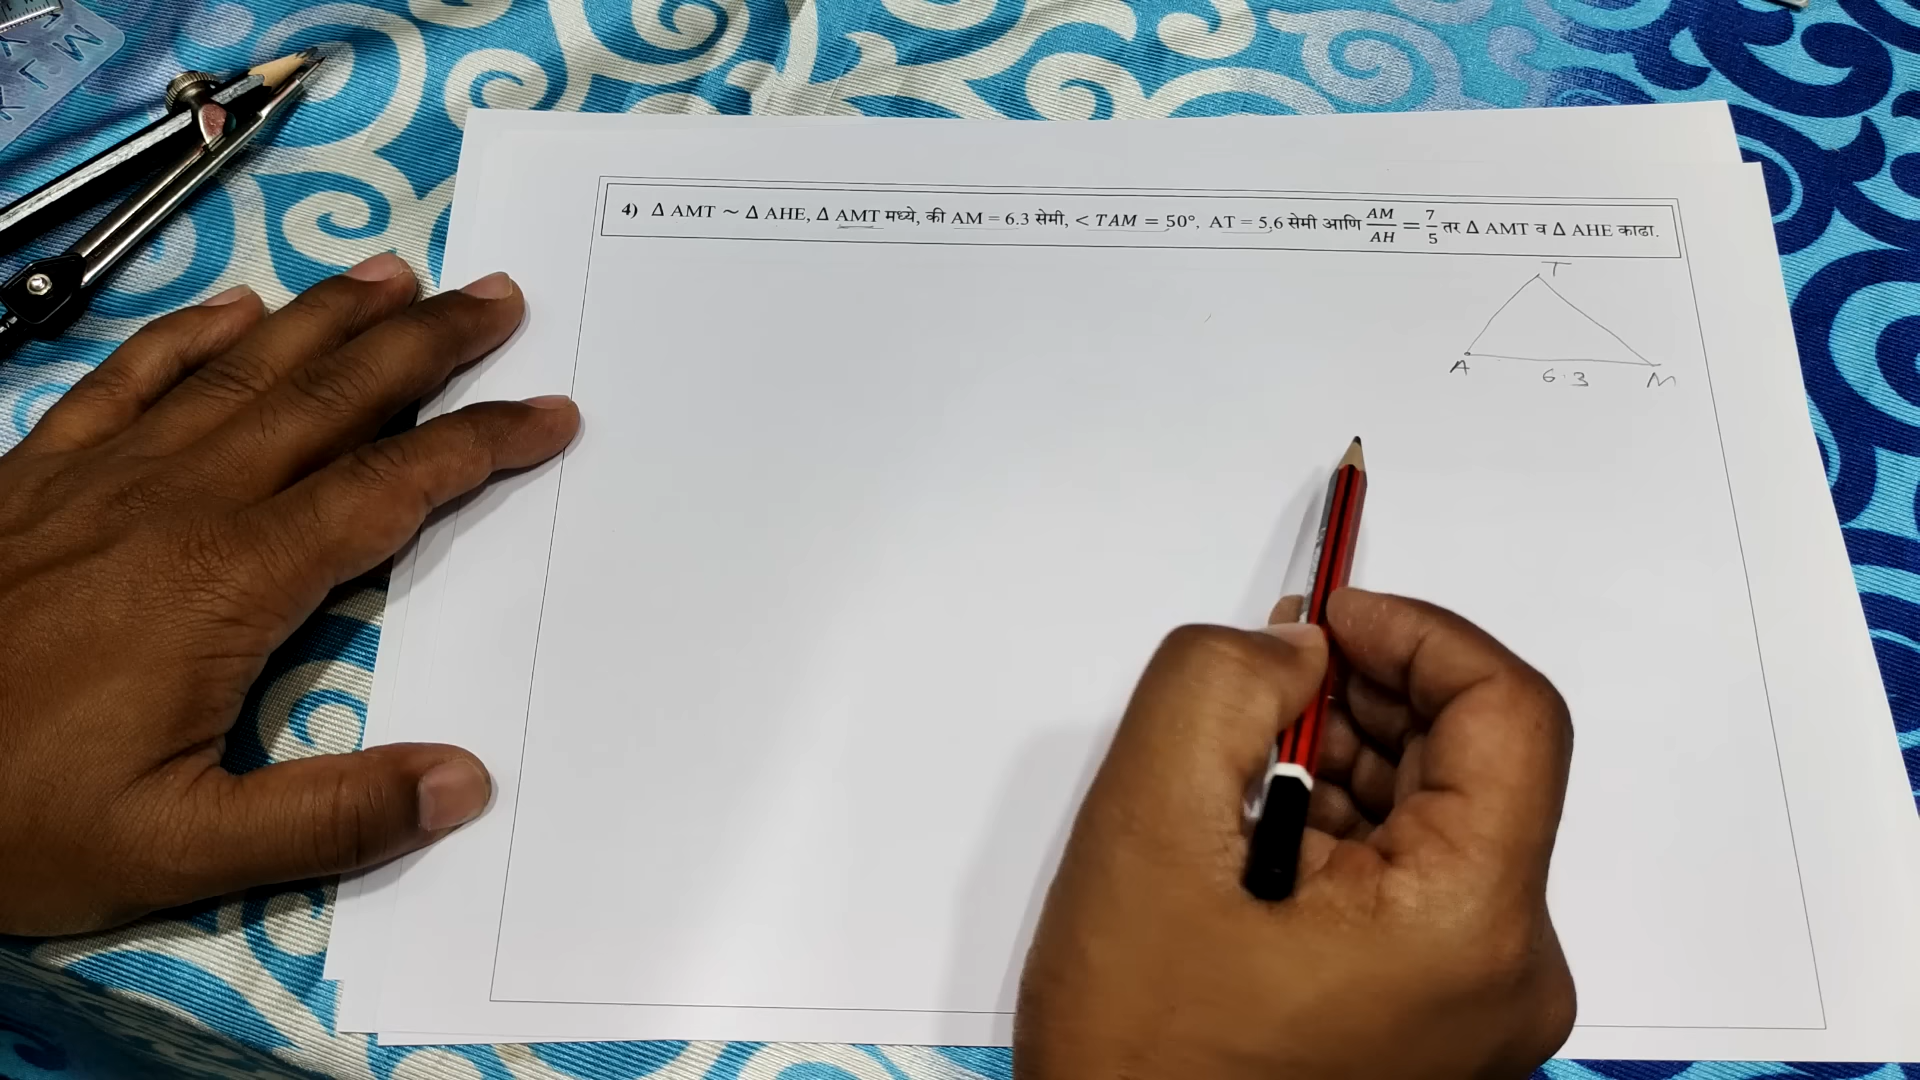 4) Δ AMT ~ Δ AHE, Δ AMT मध्ये, की AM = 6.3 सेमी, < TAM = 50°, AT = 5.6 सेमी आणि AM/AH = 7/5 तर Δ AMT व Δ AHE काढा.
T
A 6.3 M